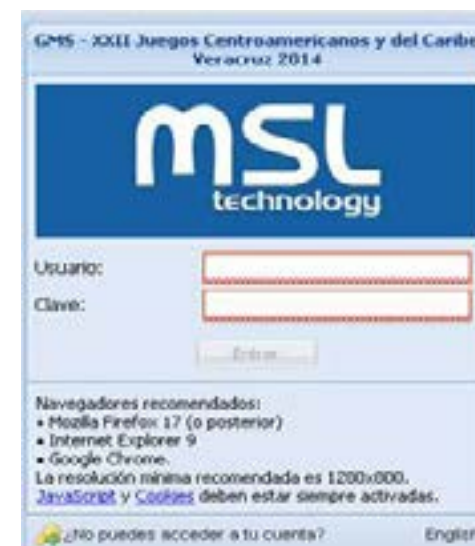 GMS - XXII Juegos Centroamericanos y del Caribe
Veracruz 2014
MSL
technology
Usuario:
Clave:
Entrar
Navegadores recomendados:
• Mozilla Firefox 17 (o posterior)
• Internet Explorer 9
• Google Chrome.
La resolución mínima recomendada es 1280x800.
JavaScript y Cookies deben estar siempre activadas.
¿No puedes acceder a tu cuenta? English